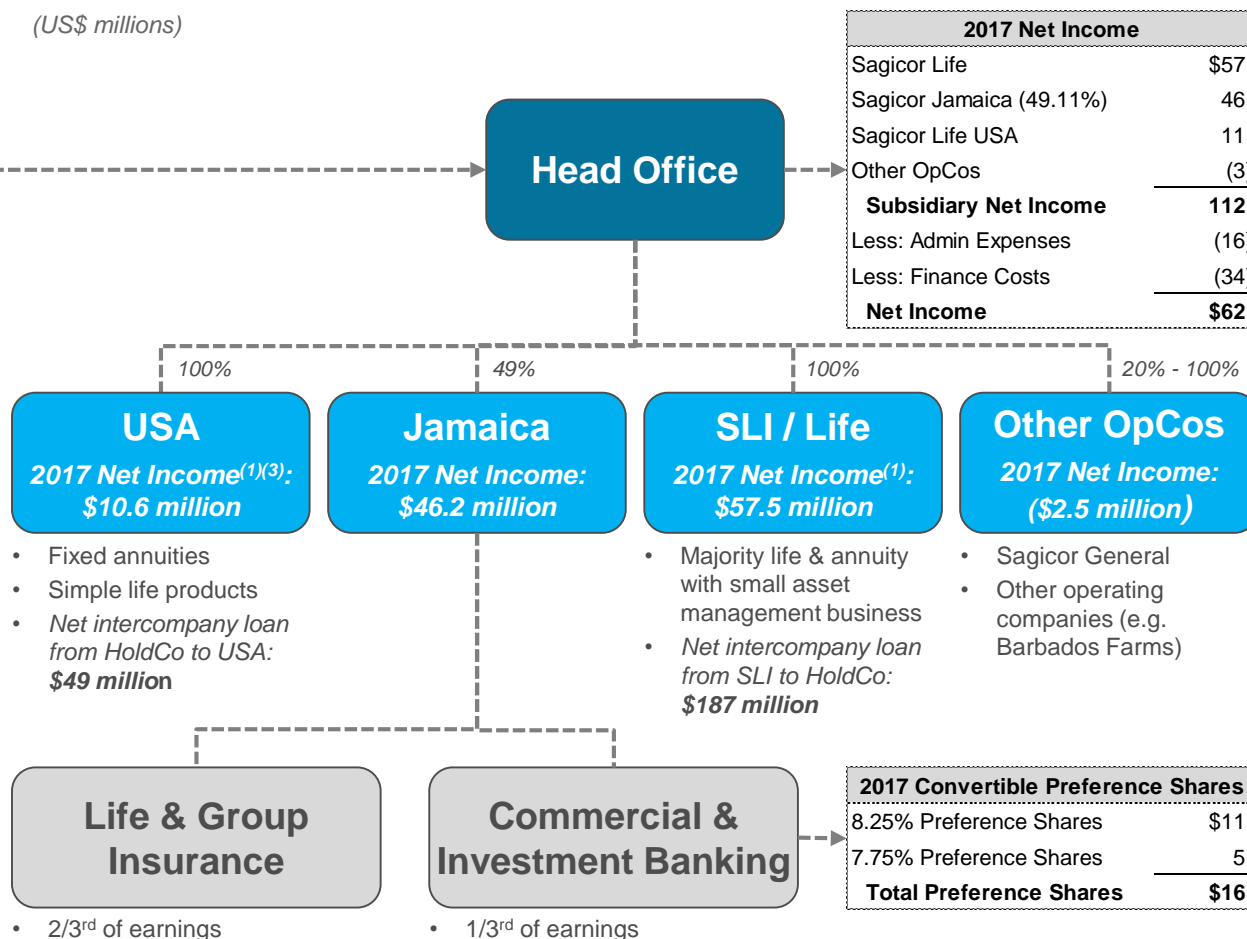 (US$ millions)
2017 Net Income
Sagicor Life $57
Sagicor Jamaica (49.11%) 46
Sagicor Life USA 11
Other OpCos (3)
Subsidiary Net Income 112
Less: Admin Expenses (16)
Less: Finance Costs (34)
Net Income $62
Head Office
100%
49%
100%
20% - 100%
USA
2017 Net Income(1)(3):
$10.6 million
Jamaica
2017 Net Income:
$46.2 million
SLI / Life
2017 Net Income(1):
$57.5 million
Other OpCos
2017 Net Income:
($2.5 million)
• Fixed annuities
• Simple life products
• Net intercompany loan
from HoldCo to USA:
$49 million
• Majority life & annuity
with small asset
management business
• Net intercompany loan
from SLI to HoldCo:
$187 million
• Sagicor General
• Other operating
companies (e.g.
Barbados Farms)
Life & Group
Insurance
• 2/3rd of earnings
Commercial &
Investment Banking
• 1/3rd of earnings
2017 Convertible Preference Shares
8.25% Preference Shares $11
7.75% Preference Shares 5
Total Preference Shares $16